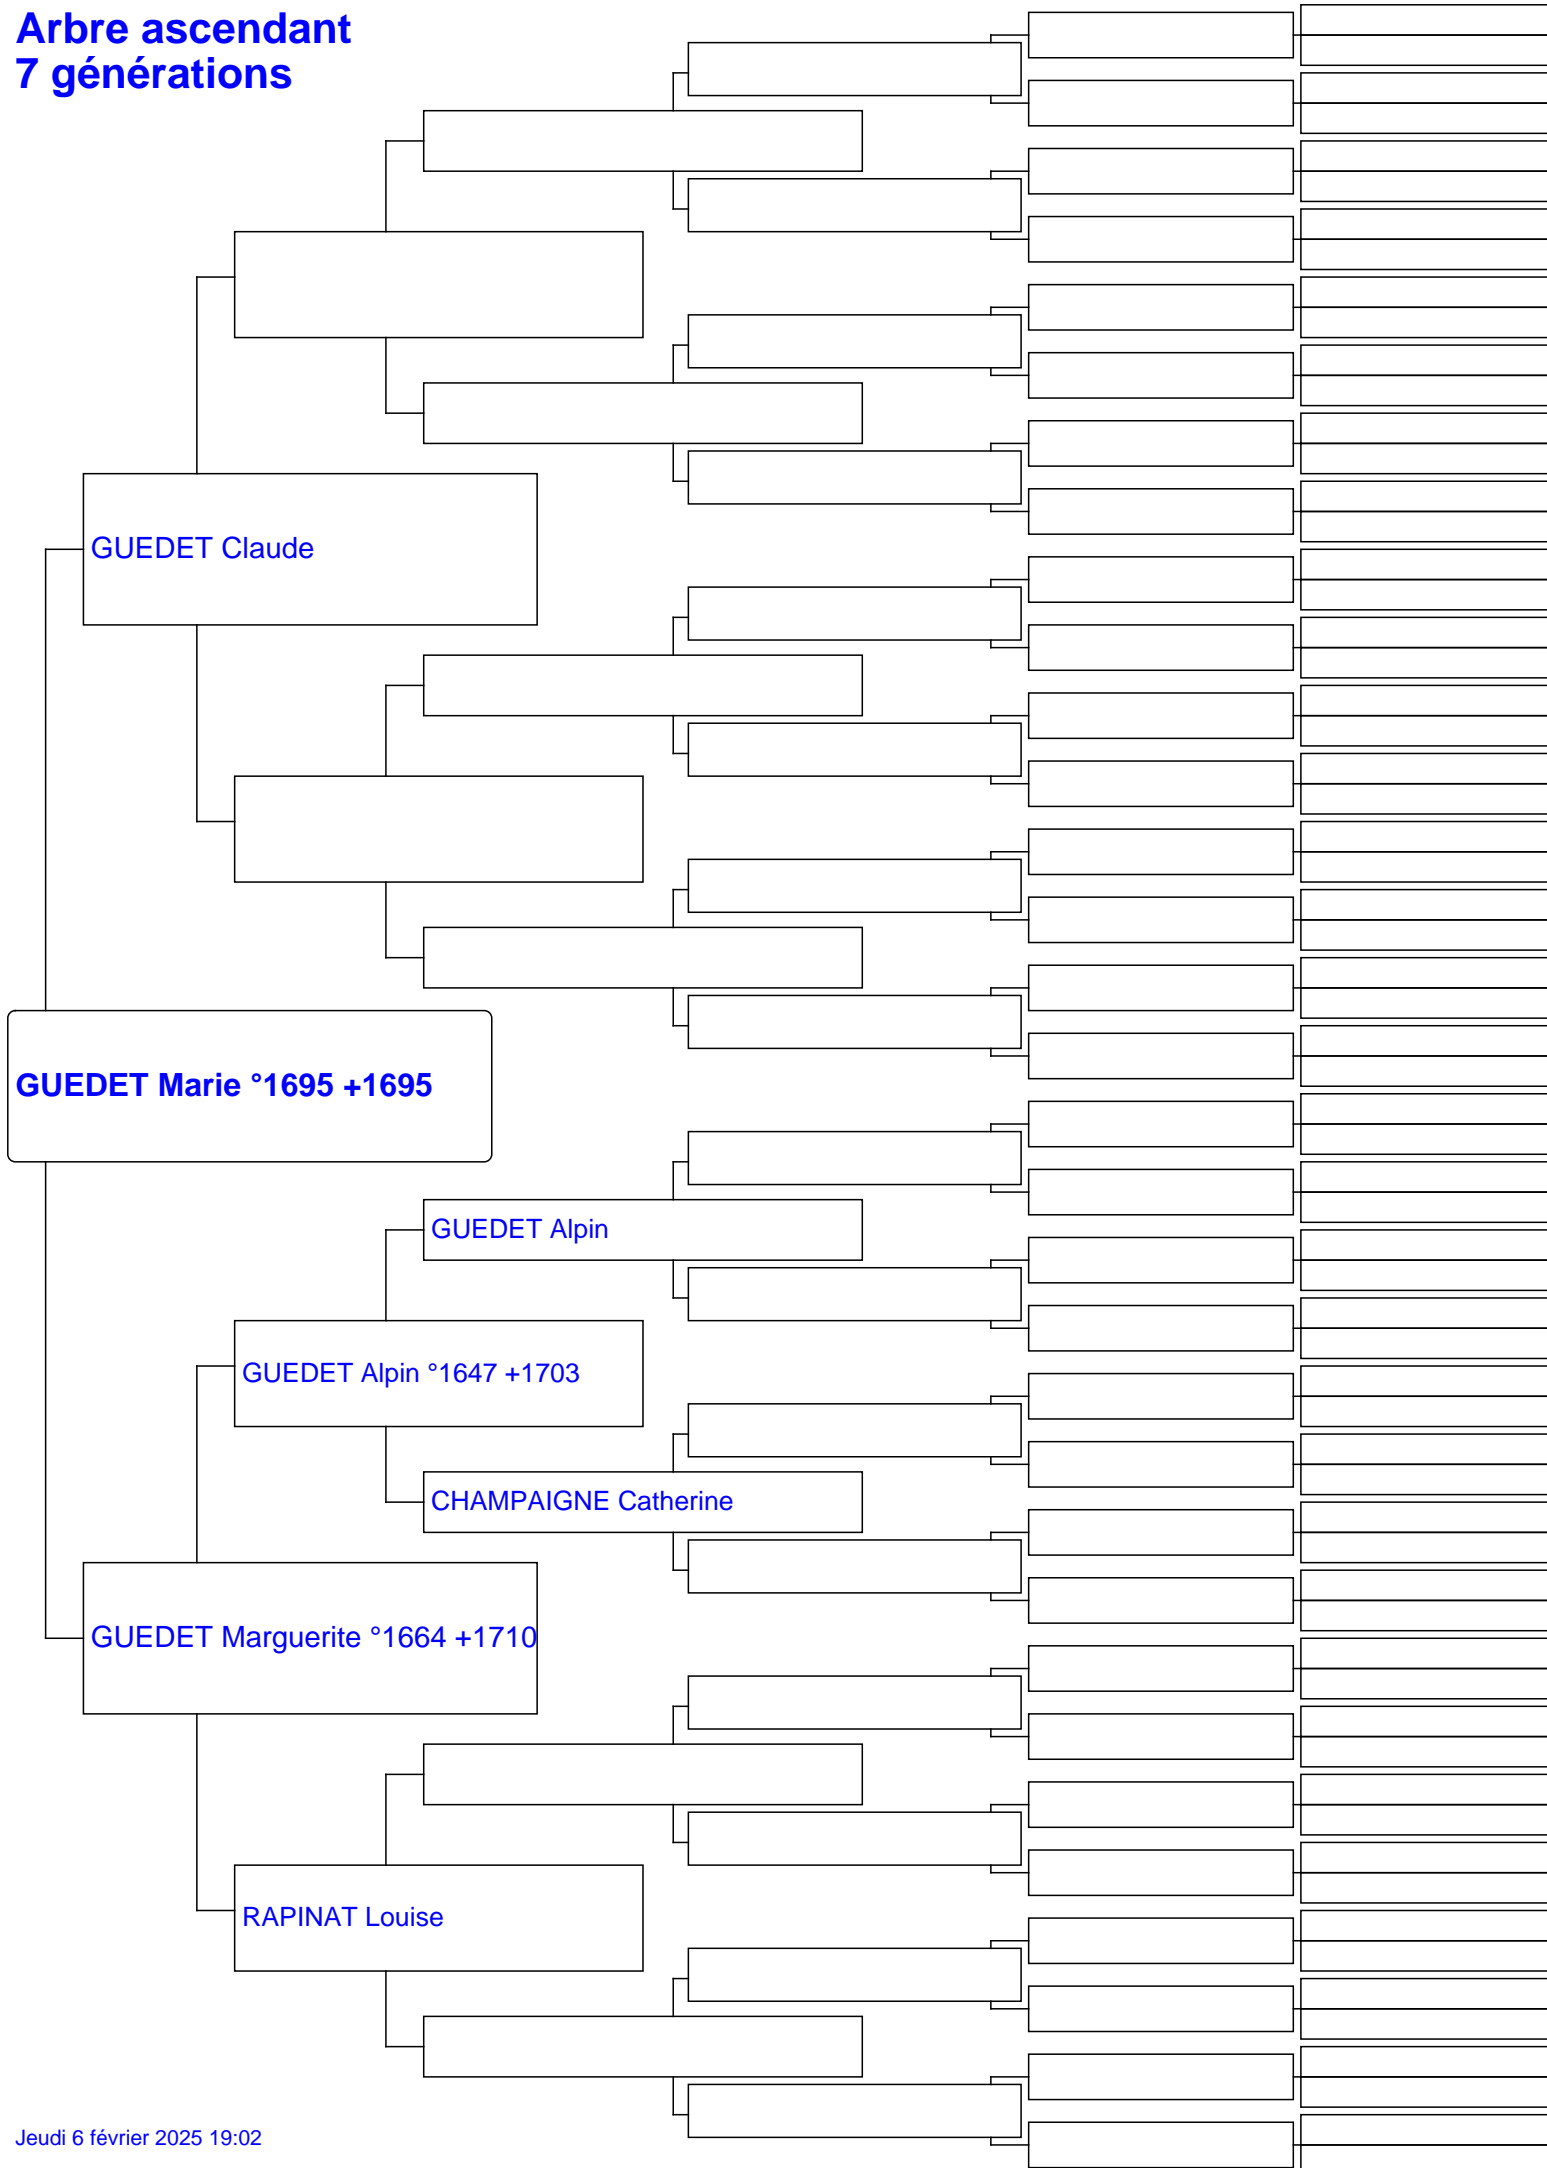 Arbre ascendant
7 générations
GUEDET Claude
GUEDET Marie °1695 +1695
GUEDET Alpin
GUEDET Alpin °1647 +1703
CHAMPAIGNE Catherine
GUEDET Marguerite °1664 +1710
RAPINAT Louise
Jeudi 6 février 2025 19:02